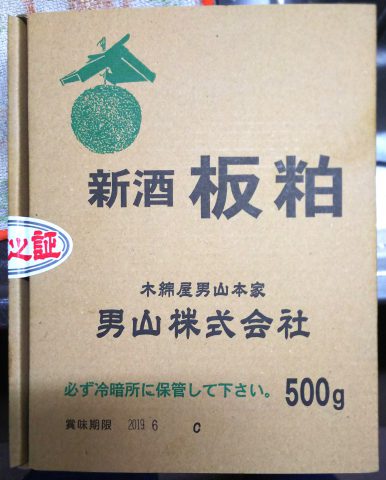 新酒 板粕
証
木綿屋男山本家
男山株式会社
必ず冷暗所に保管して下さい。 500g
賞味期限 2019. 6 C